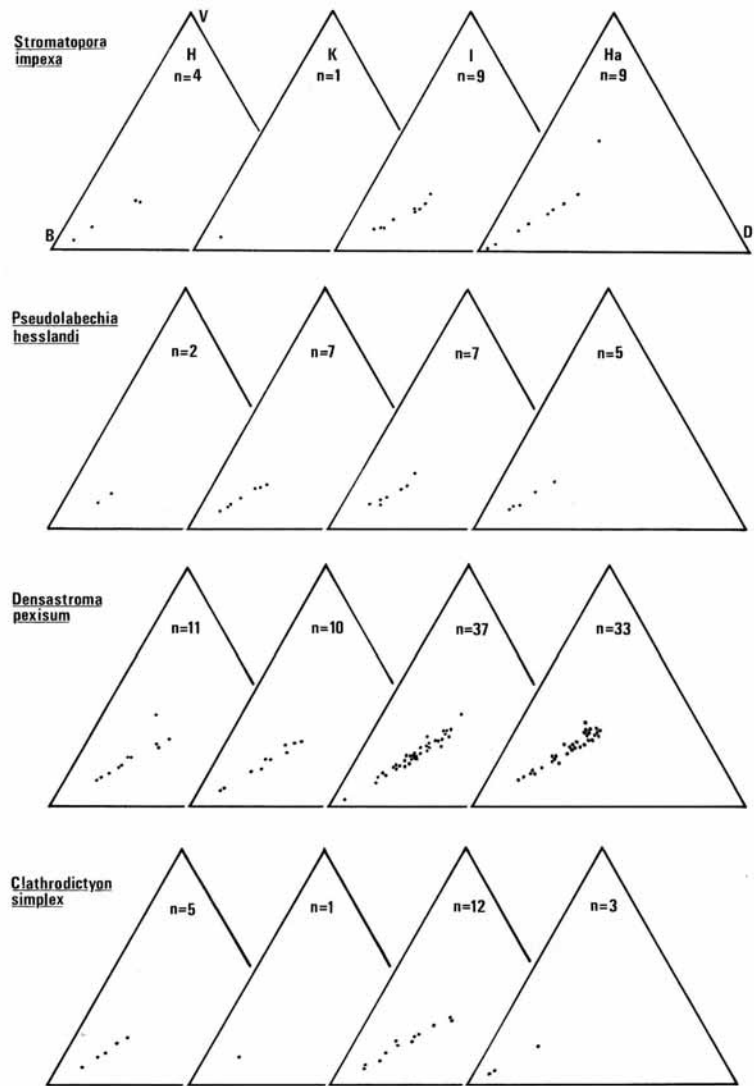 V
Stromatopora
impexa
H K I Ha
n=4 n=1 n=9 n=9
B D
Pseudolabechia
hesslandi
n=2 n=7 n=7 n=5
Densastroma
pexisum
n=11 n=10 n=37 n=33
Clathrodictyon
simplex
n=5 n=1 n=12 n=3